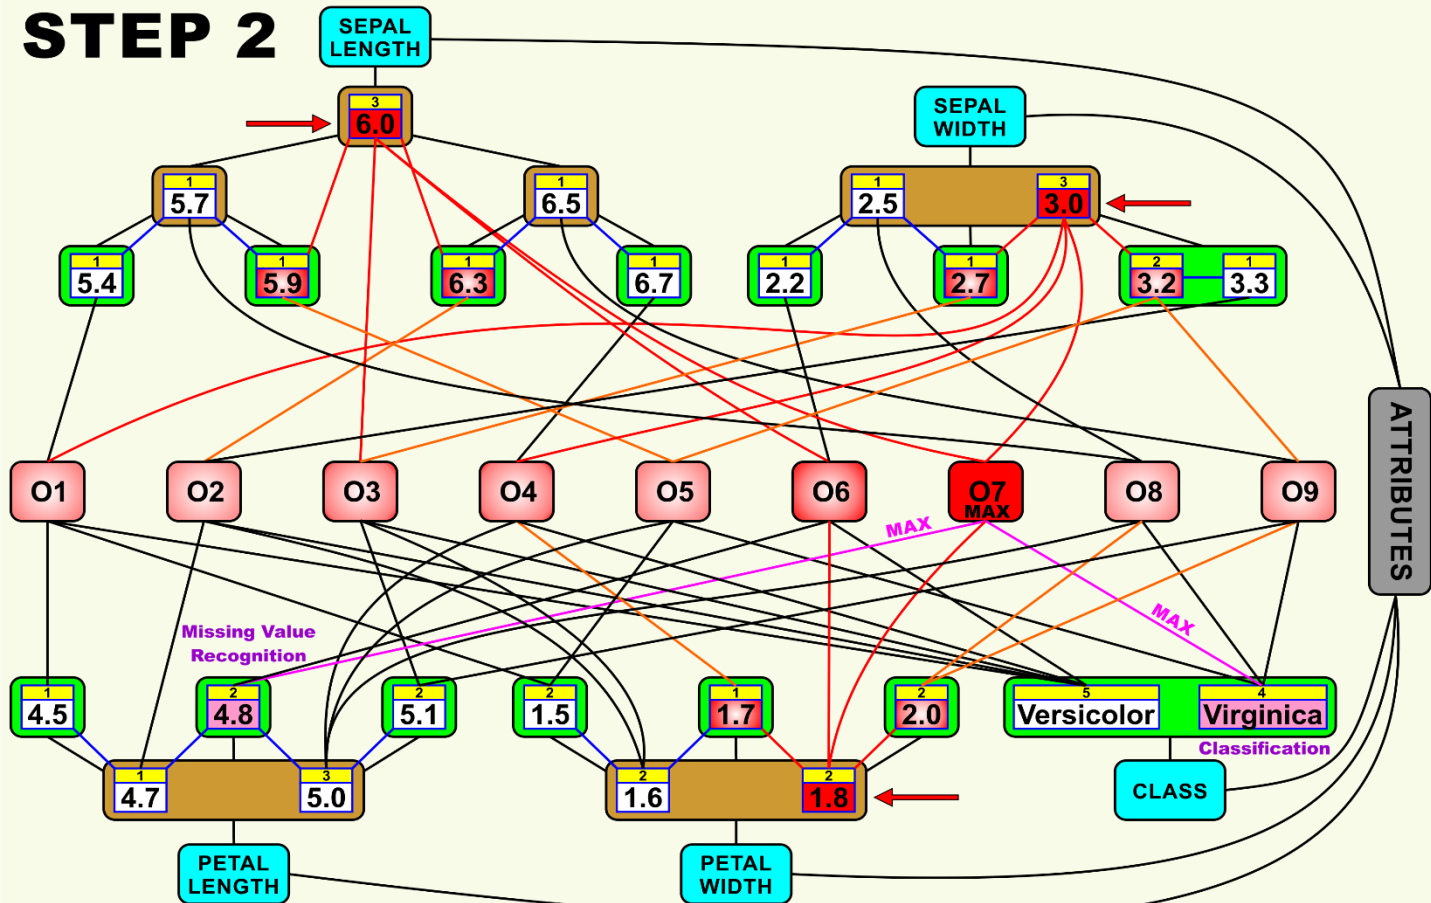 STEP 2
SEPAL
LENGTH
3
6.0
SEPAL
WIDTH
1
5.7
1
6.5
1
2.5
3
3.0
1
5.4
1
5.9
1
6.3
1
6.7
1
2.2
1
2.7
2
3.2
1
3.3
ATTRIBUTES
O1
O2
O3
O4
O5
O6
O7
MAX
O8
O9
MAX
MAX
Missing Value
Recognition
1
4.5
2
4.8
2
5.1
2
1.5
1
1.7
2
2.0
5
Versicolor
4
Virginica
Classification
1
4.7
3
5.0
2
1.6
2
1.8
CLASS
PETAL
LENGTH
PETAL
WIDTH